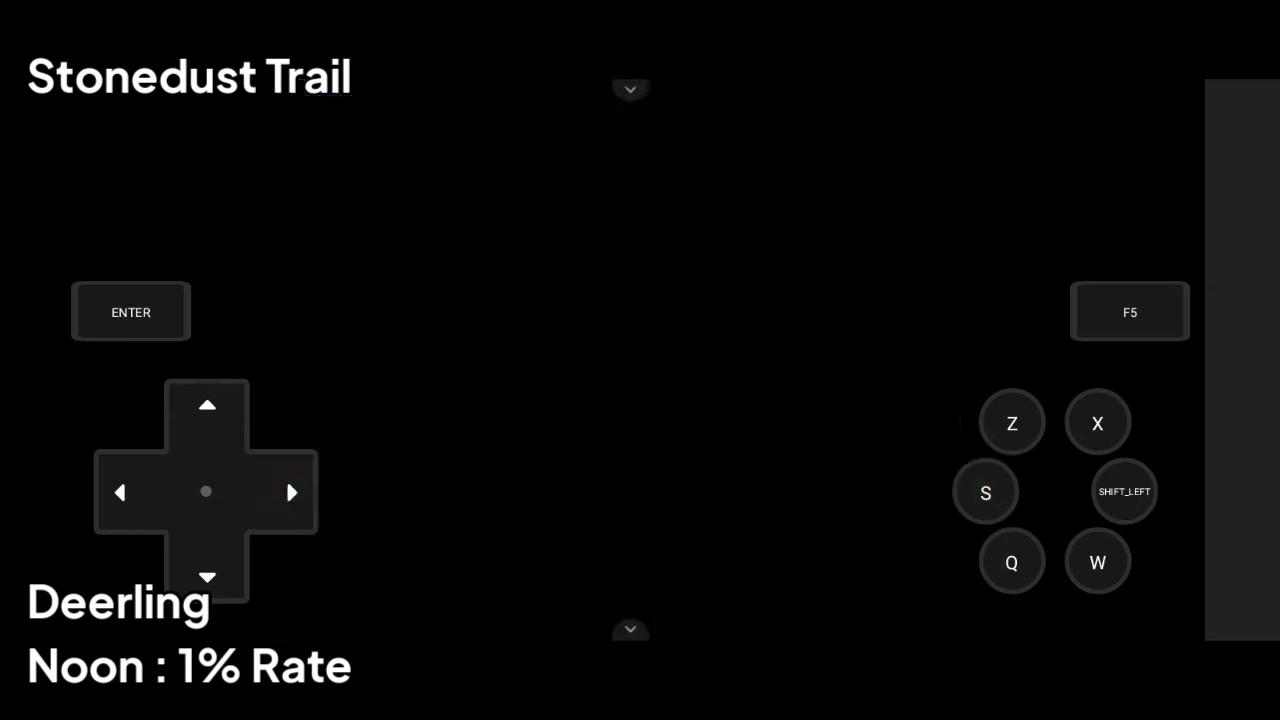 Stonedust Trail
ENTER
F5
Z
X
S
SHIFT_LEFT
Q
W
Deerling
Noon : 1% Rate